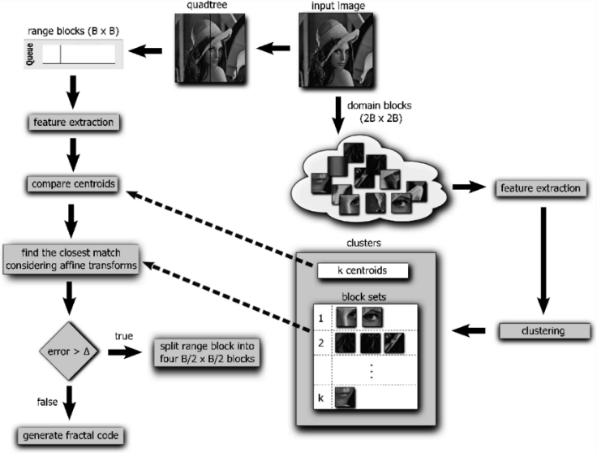 quadtree
input image
range blocks (B x B)
Queue
domain blocks
(2B x 2B)
feature extraction
compare centroids
find the closest match
considering affine transforms
error > Δ
true
split range block into
four B/2 x B/2 blocks
false
generate fractal code
feature extraction
clustering
clusters
k centroids
block sets
1
2
k